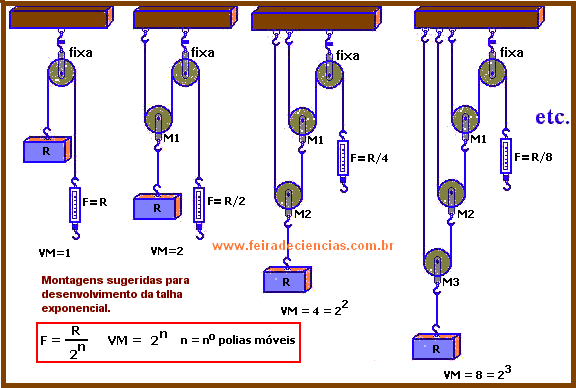 fixa
R
F=R
VM=1
fixa
M1
R
F=R/2
VM=2
fixa
M1
F=R/4
M2
R
VM = 4 = 2²
fixa
M1
F=R/8
M2
M3
R
VM = 8 = 2³
etc.
www.feiradeciencias.com.br
Montagens sugeridas para
desenvolvimento da talha
exponencial.
F = R/2ⁿ VM = 2ⁿ n = nº polias móveis